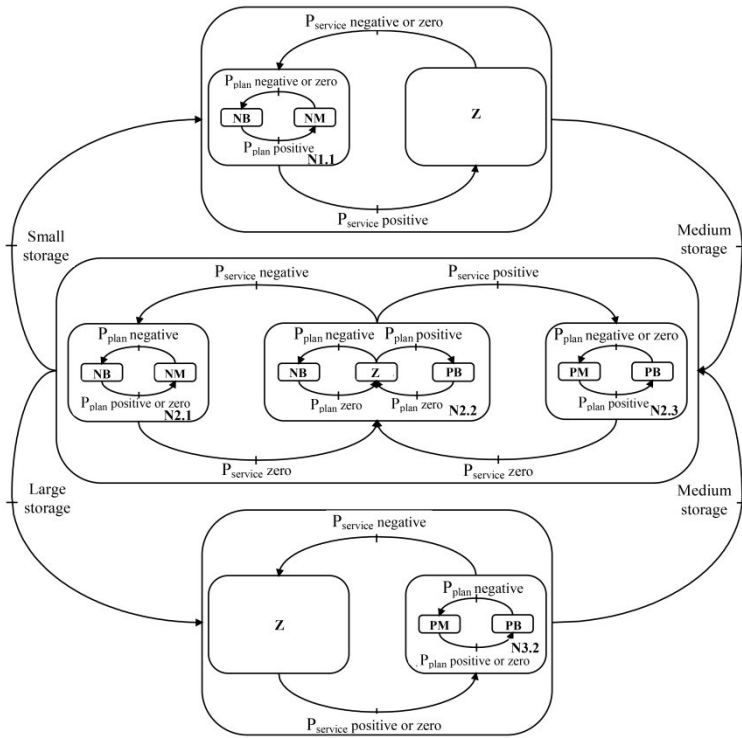 Pservice negative or zero
Pplan negative or zero
NB
NM
Pplan positive
N1.1
Z
Pservice positive
Small
storage
Medium
storage
Pservice negative
Pservice positive
Pplan negative
NB
NM
Pplan positive or zero
N2.1
Pplan negative
Pplan positive
NB
Z
PB
Pplan zero
Pplan zero
N2.2
Pplan negative or zero
PM
PB
Pplan positive
N2.3
Pservice zero
Pservice zero
Large
storage
Medium
storage
Pservice negative
Z
Pplan negative
PM
PB
N3.2
Pplan positive or zero
Pservice positive or zero